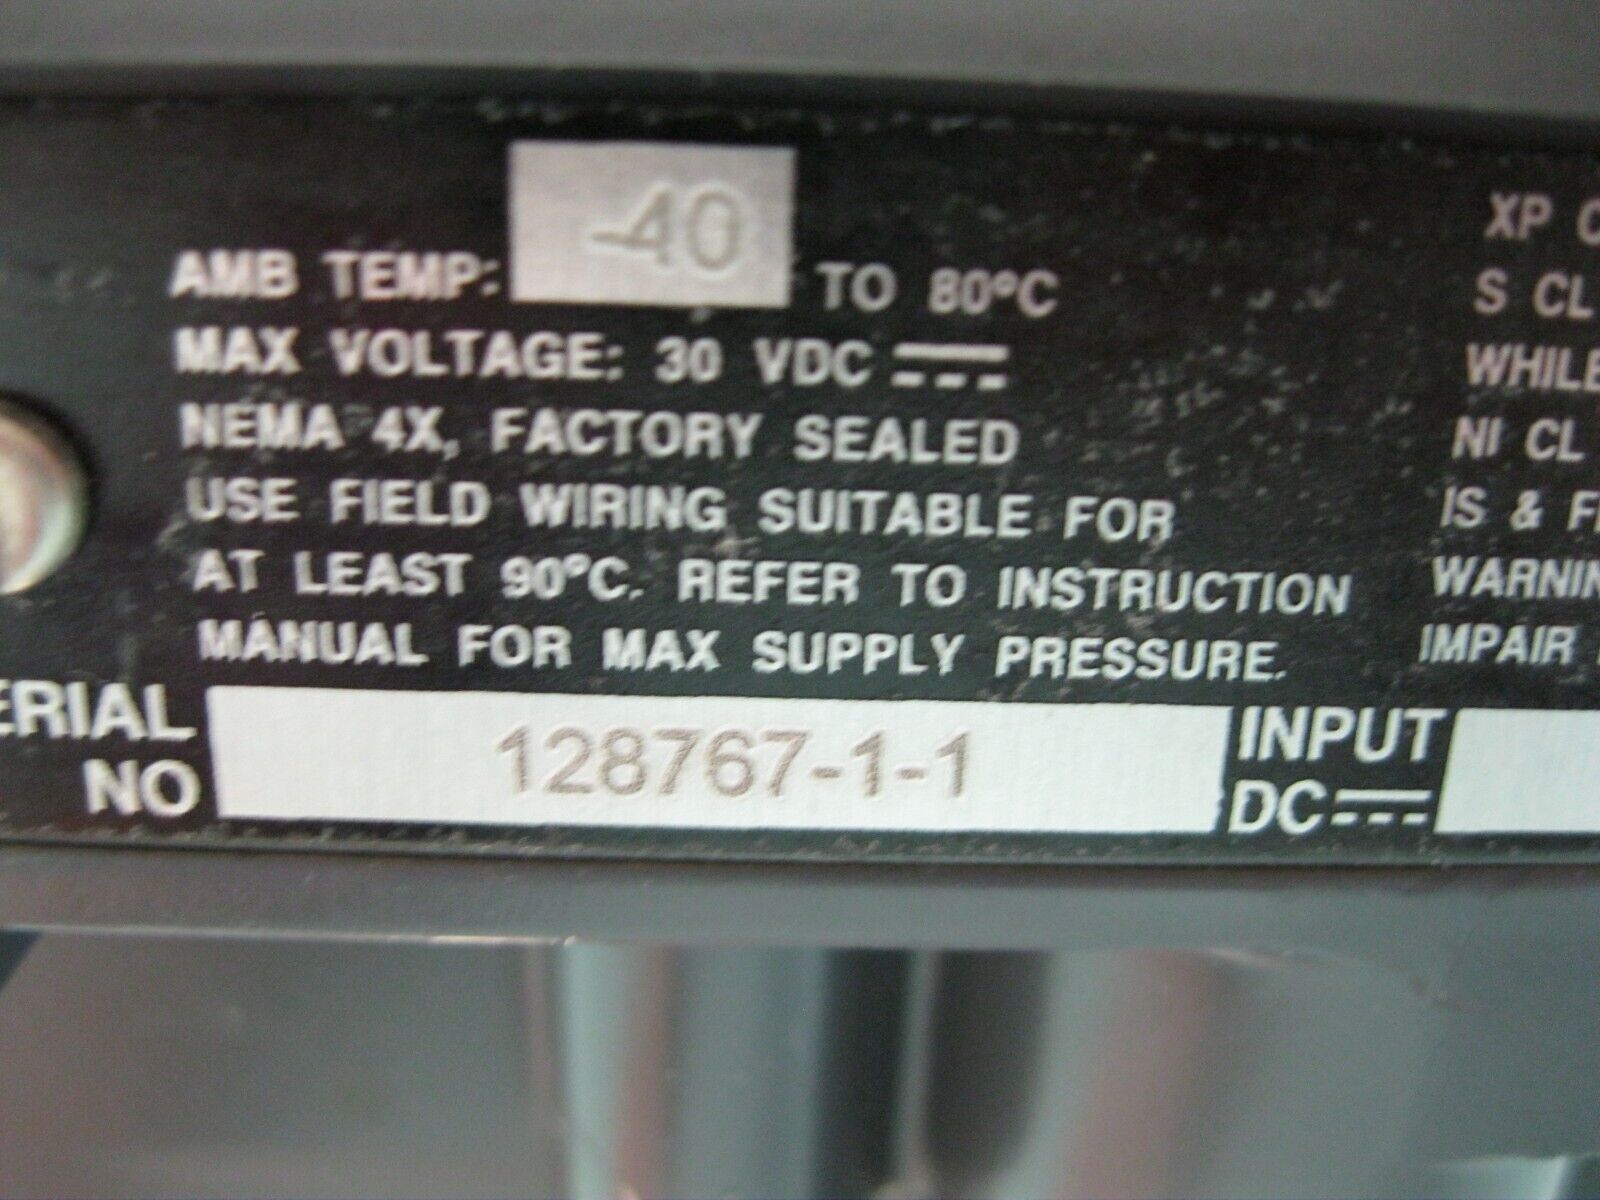 AMB TEMP: -40 TO 80°C
MAX VOLTAGE: 30 VDC
NEMA 4X, FACTORY SEALED
USE FIELD WIRING SUITABLE FOR
AT LEAST 90°C. REFER TO INSTRUCTION
MANUAL FOR MAX SUPPLY PRESSURE.
ERIAL
NO
128767-1-1
INPUT
DC
XP C
S CL
WHILE
NI CL
IS & F
WARNIN
IMPAIR